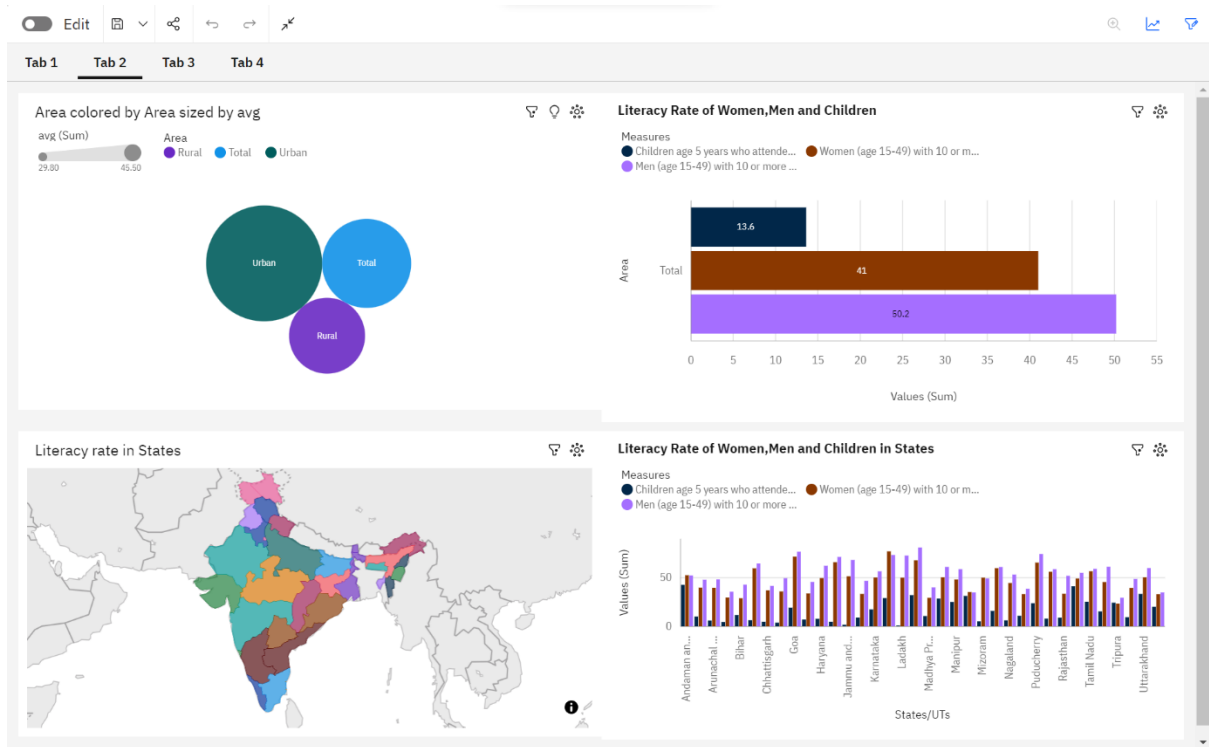 Edit
Tab 1 Tab 2 Tab 3 Tab 4
Area colored by Area sized by avg
avg (Sum)
29.80 45.50
Area
Rural Total Urban
Urban
Total
Rural
Literacy Rate of Women,Men and Children
Measures
Children age 5 years who attende... Women (age 15-49) with 10 or m...
Men (age 15-49) with 10 or more ...
Area
Total
13.6
41
50.2
0 5 10 15 20 25 30 35 40 45 50 55
Values (Sum)
Literacy rate in States
Literacy Rate of Women,Men and Children in States
Measures
Children age 5 years who attende... Women (age 15-49) with 10 or m...
Men (age 15-49) with 10 or more ...
Values (Sum)
50
0
Andaman an...
Arunachal ...
Bihar
Chhattisgarh
Goa
Haryana
Jammu and...
Karnataka
Ladakh
Madhya Pr...
Manipur
Mizoram
Nagaland
Puducherry
Rajasthan
Tamil Nadu
Tripura
Uttarakhand
States/UTs